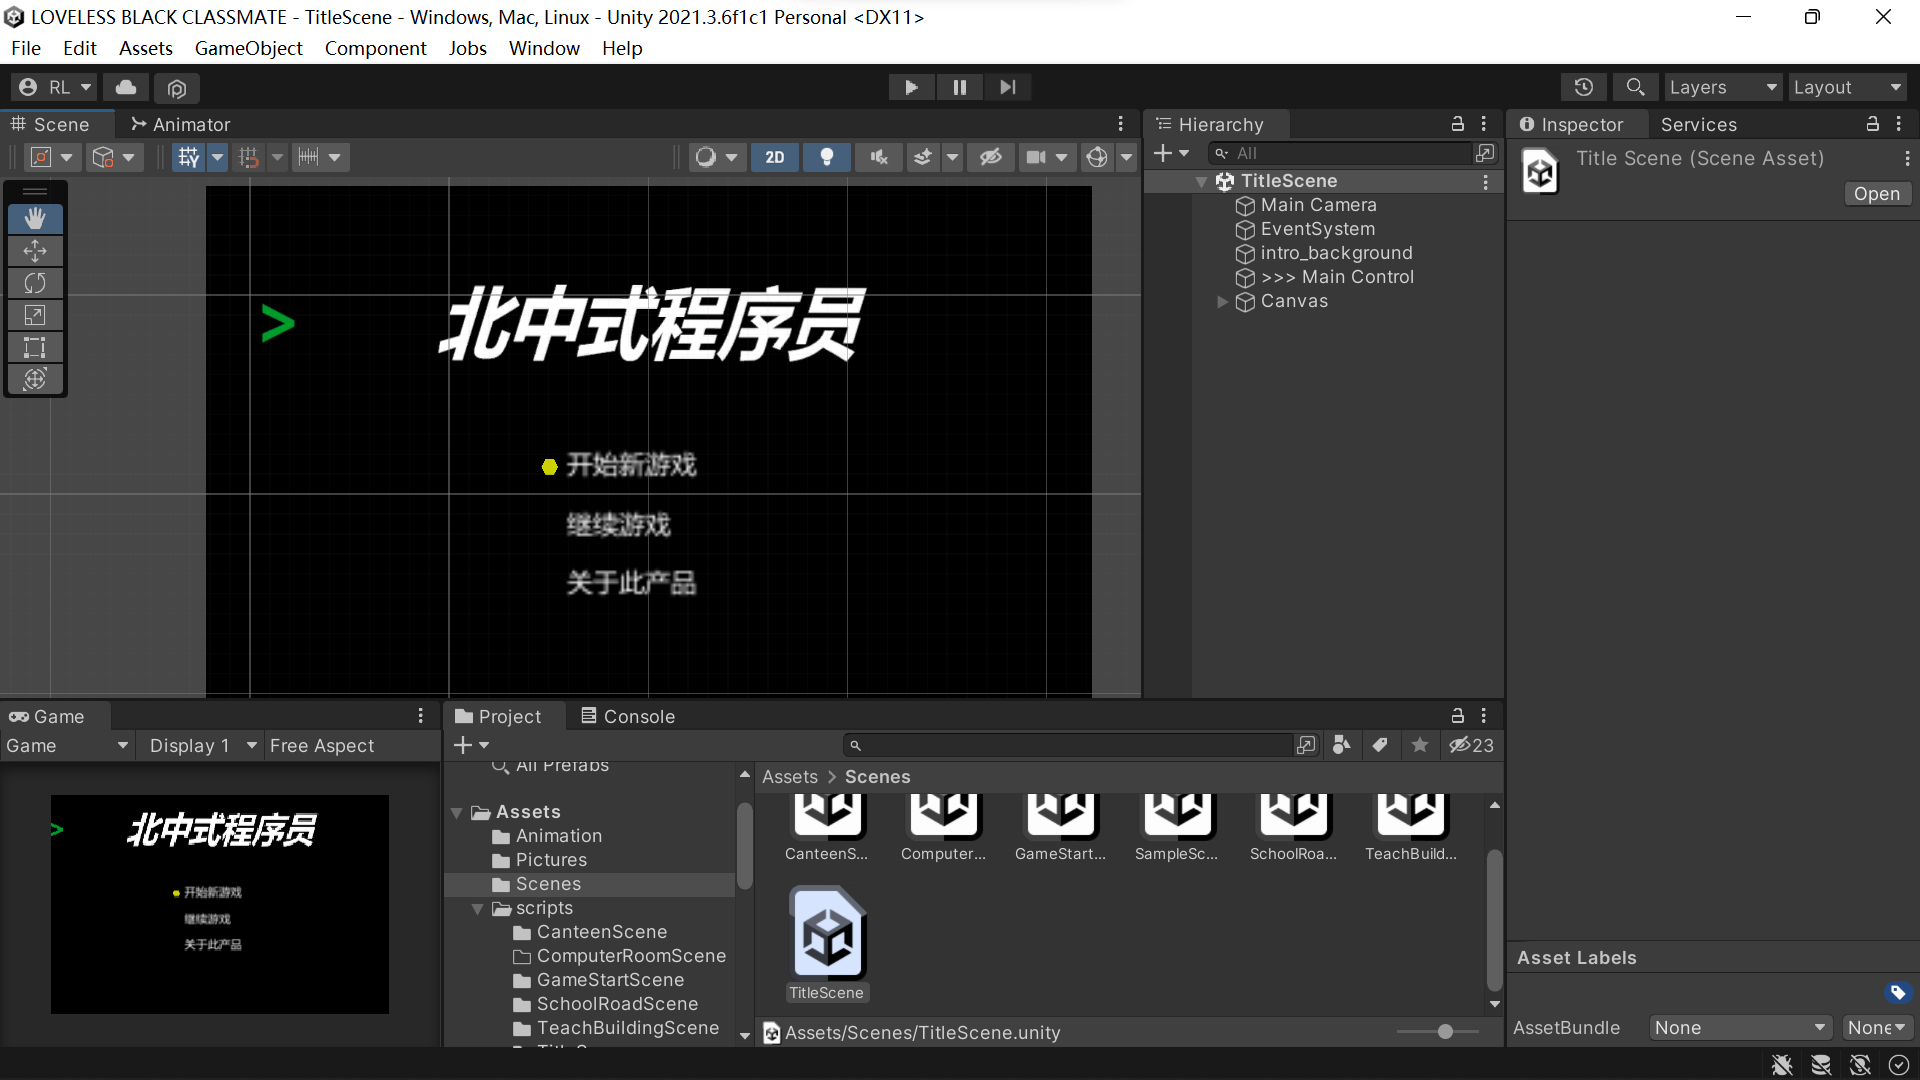 LOVELESS BLACK CLASSMATE - TitleScene - Windows, Mac, Linux - Unity 2021.3.6f1c1 Personal <DX11>
File Edit Assets GameObject Component Jobs Window Help
RL Layers Layout
Scene Animator
2D
>
北中式程序员
开始新游戏
继续游戏
关于此产品
Hierarchy
All
TitleScene
Main Camera
EventSystem
intro_background
>>> Main Control
Canvas
Inspector Services
Title Scene (Scene Asset)
Open
Game
Game Display 1 Free Aspect
>
北中式程序员
开始新游戏
继续游戏
关于此产品
Project Console
23
All Prefabs
Assets
Animation
Pictures
Scenes
scripts
CanteenScene
ComputerRoomScene
GameStartScene
SchoolRoadScene
TeachBuildingScene
Assets > Scenes
CanteenS... Computer... GameStart... SampleSc... SchoolRoa... TeachBuild...
TitleScene
Assets/Scenes/TitleScene.unity
Asset Labels
AssetBundle None None